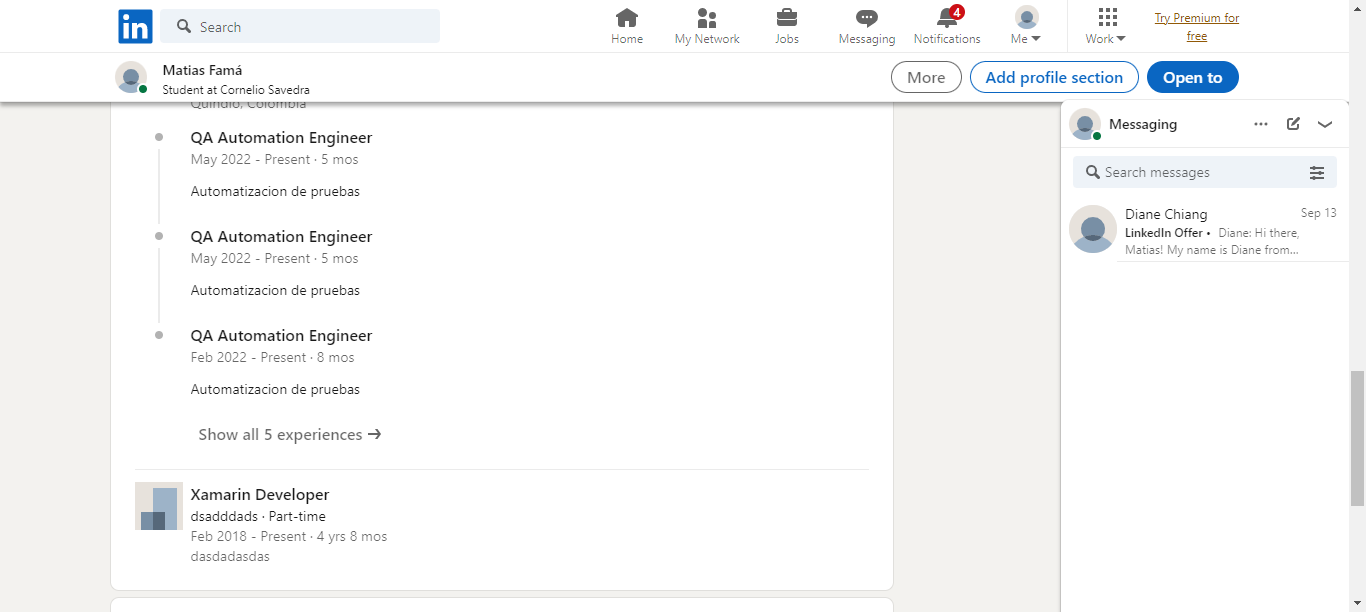 in
Search
Home
My Network
Jobs
Messaging
4
Notifications
Me
Work
Try Premium for
free
Matias Famá
Student at Cornelio Savedra
More
Add profile section
Open to
Quindío, Colombia
QA Automation Engineer
May 2022 - Present · 5 mos
Automatizacion de pruebas
QA Automation Engineer
May 2022 - Present · 5 mos
Automatizacion de pruebas
QA Automation Engineer
Feb 2022 - Present · 8 mos
Automatizacion de pruebas
Show all 5 experiences →
Xamarin Developer
dsadddads · Part-time
Feb 2018 - Present · 4 yrs 8 mos
dasdadasdas
Messaging
Search messages
Diane Chiang
Sep 13
LinkedIn Offer • Diane: Hi there,
Matias! My name is Diane from...